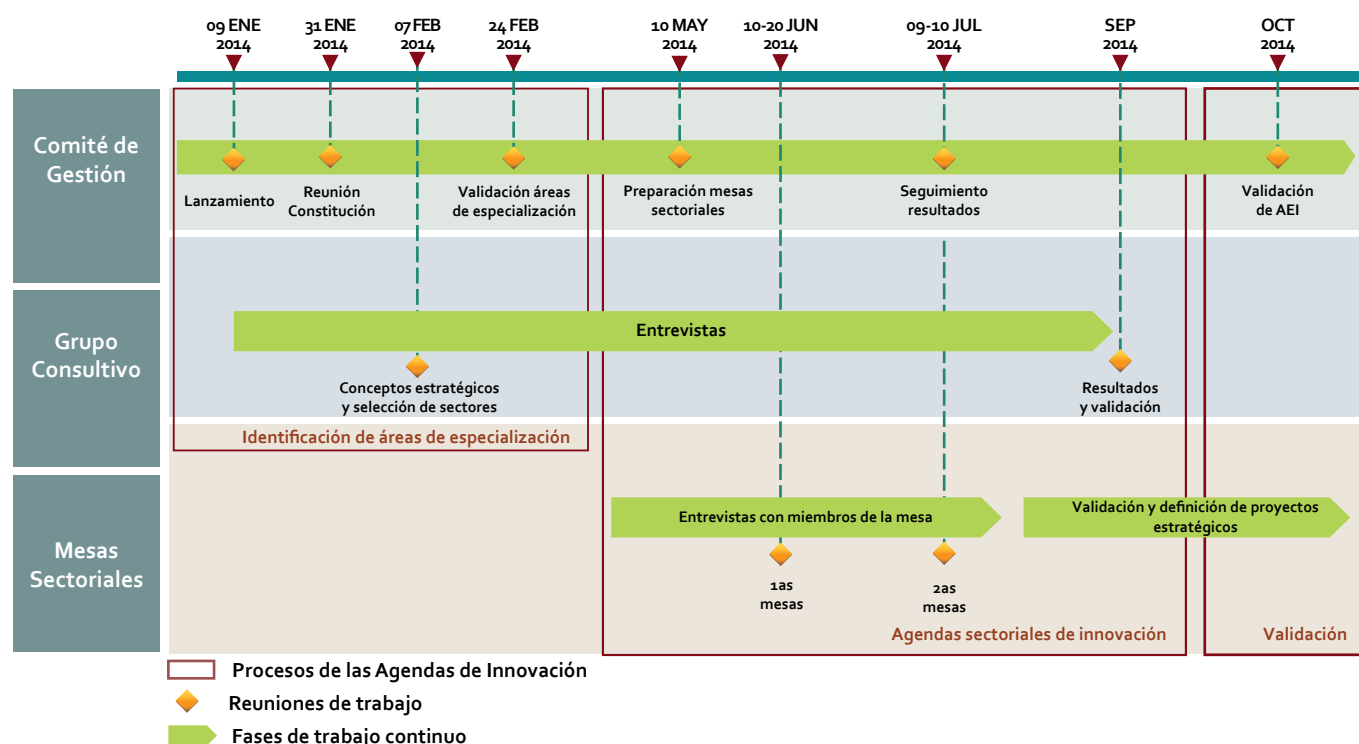 09 ENE
2014
31 ENE
2014
07 FEB
2014
24 FEB
2014
10 MAY
2014
10-20 JUN
2014
09-10 JUL
2014
SEP
2014
OCT
2014
Comité de
Gestión
Lanzamiento
Reunión
Constitución
Validación áreas
de especialización
Preparación mesas
sectoriales
Seguimiento
resultados
Validación
de AEI
Grupo
Consultivo
Entrevistas
Conceptos estratégicos
y selección de sectores
Resultados
y validación
Identificación de áreas de especialización
Mesas
Sectoriales
Entrevistas con miembros de la mesa
Validación y definición de proyectos
estratégicos
1as
mesas
2as
mesas
Agendas sectoriales de innovación
Validación
Procesos de las Agendas de Innovación
Reuniones de trabajo
Fases de trabajo continuo